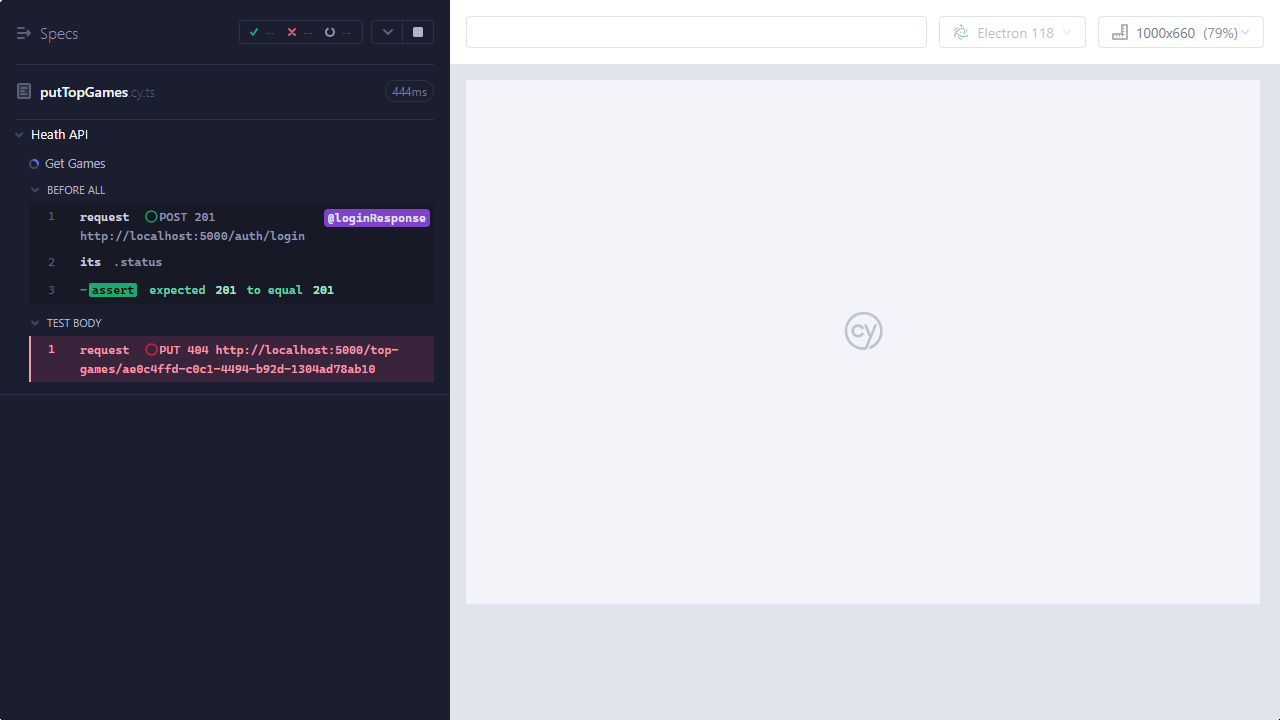 Specs
--
--
--
Electron 118
1000x660 (79%)
putTopGames.cy.ts
444ms
Heath API
Get Games
BEFORE ALL
1 request POST 201 @loginResponse
http://localhost:5000/auth/login
2 its .status
3 -assert expected 201 to equal 201
TEST BODY
1 request PUT 404 http://localhost:5000/top-
games/ae0c4ffd-c0c1-4494-b92d-1304ad78ab10
cy